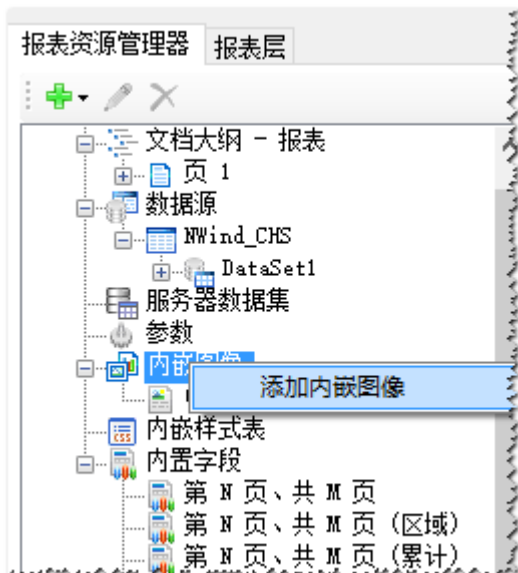 报表资源管理器 报表层
文档大纲 - 报表
页 1
数据源
NWind_CHS
DataSet1
服务器数据集
参数
内嵌图像
添加内嵌图像
内嵌样式表
内置字段
第 N 页、共 M 页
第 N 页、共 M 页 (区域)
第 N 页、共 M 页 (累计)